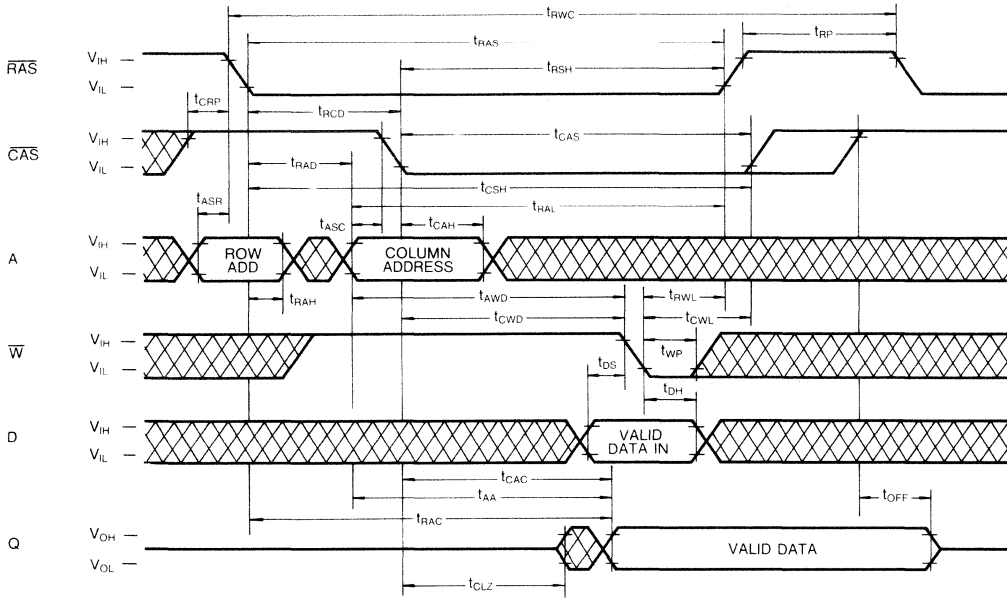 tRWC
tRAS
tRP
RAS
VIH
VIL
tRSH
tCRP
tRCD
CAS
VIH
VIL
tCAS
tRAD
tCSH
tASR
tASC
tRAL
tCAH
A
VIH
VIL
ROW
ADD
COLUMN
ADDRESS
tRAH
tAWD
tRWL
tCWD
tCWL
W
VIH
VIL
tWP
tDS
tDH
D
VIH
VIL
VALID
DATA IN
tCAC
tAA
tOFF
tRAC
Q
VOH
VOL
VALID DATA
tCLZ